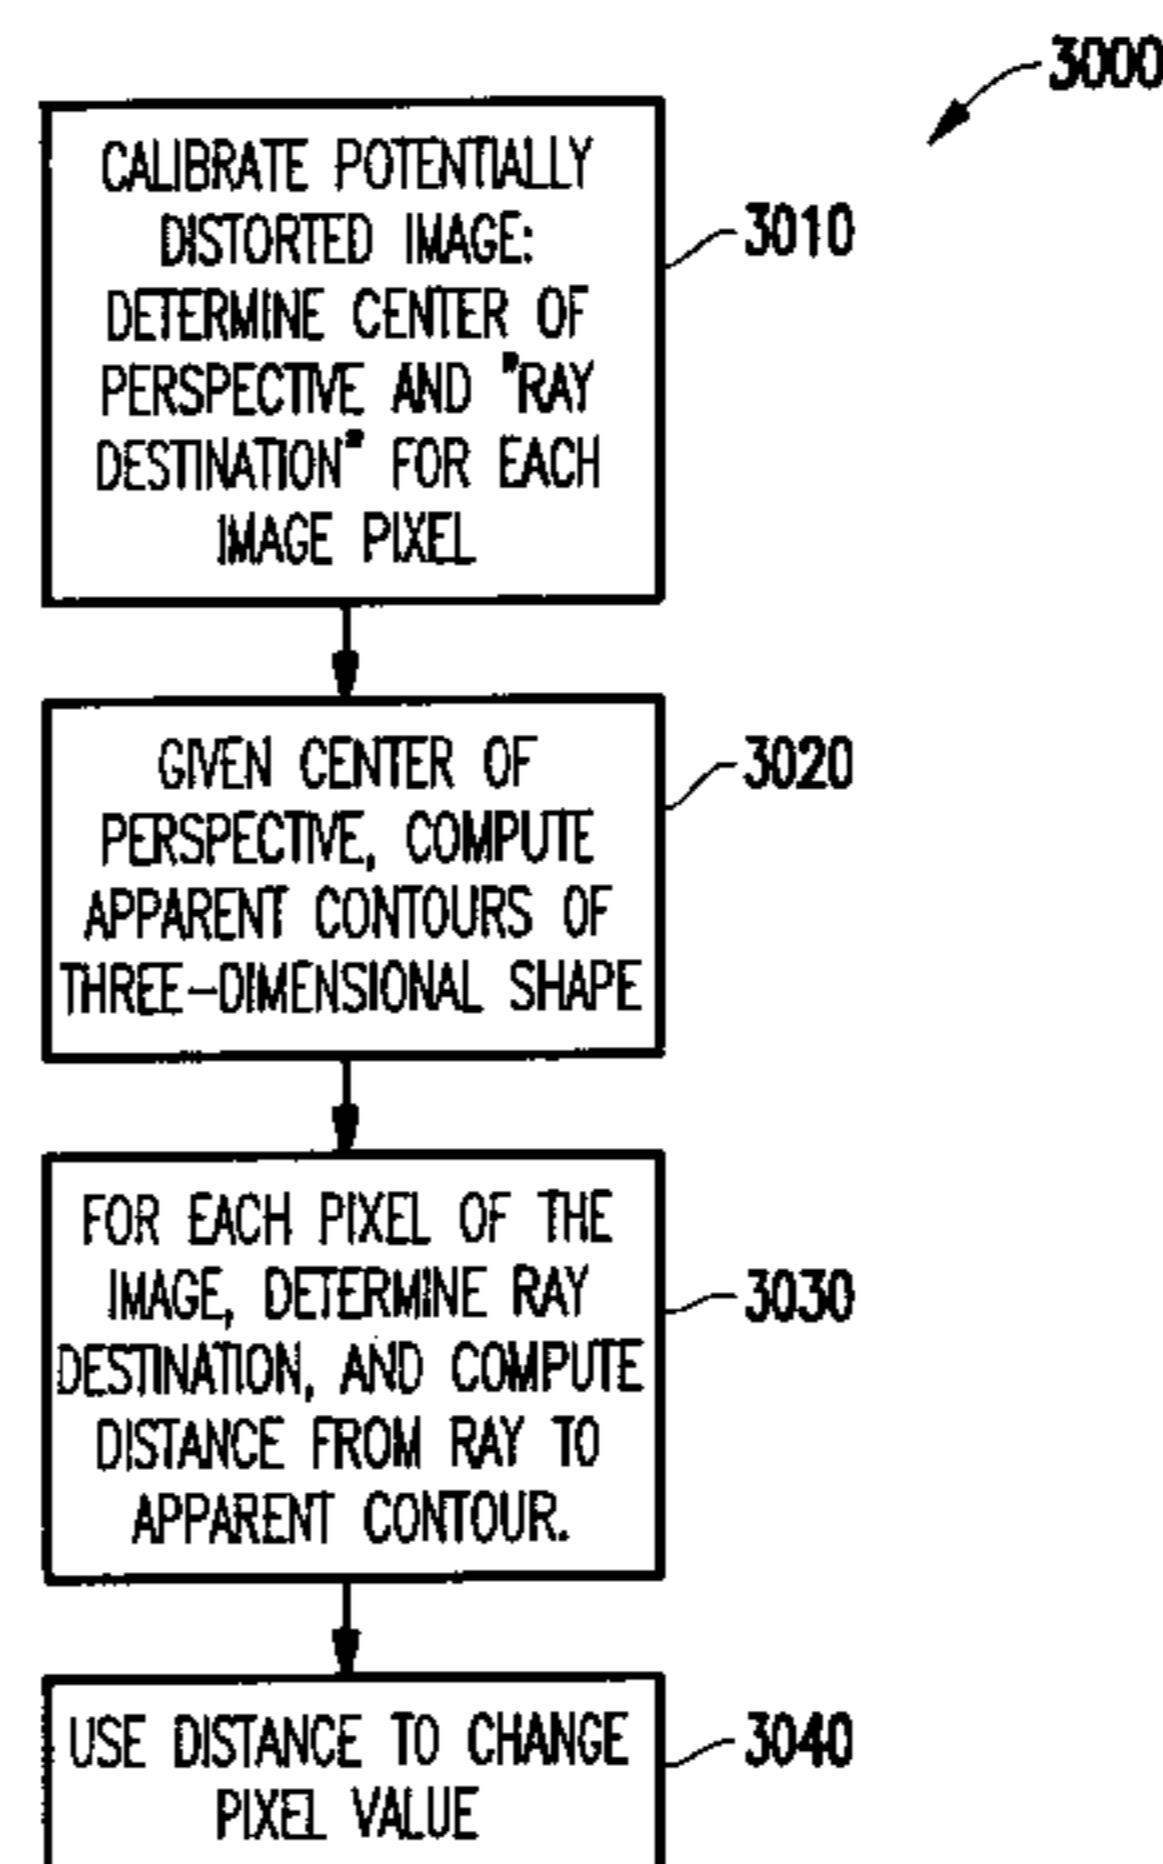 3000
CALIBRATE POTENTIALLY
DISTORTED IMAGE:
DETERMINE CENTER OF
PERSPECTIVE AND "RAY
DESTINATION" FOR EACH
IMAGE PIXEL
3010
GIVEN CENTER OF
PERSPECTIVE, COMPUTE
APPARENT CONTOURS OF
THREE-DIMENSIONAL SHAPE
3020
FOR EACH PIXEL OF THE
IMAGE, DETERMINE RAY
DESTINATION, AND COMPUTE
DISTANCE FROM RAY TO
APPARENT CONTOUR.
3030
USE DISTANCE TO CHANGE
PIXEL VALUE
3040